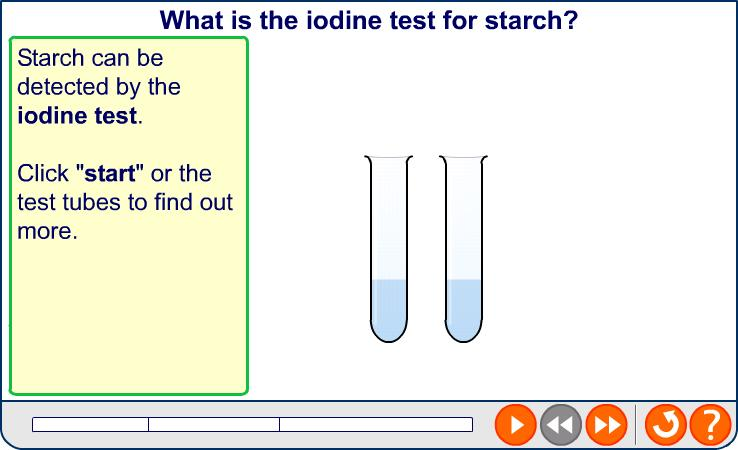 What is the iodine test for starch?
Starch can be
detected by the
iodine test.
Click "start" or the
test tubes to find out
more.
?